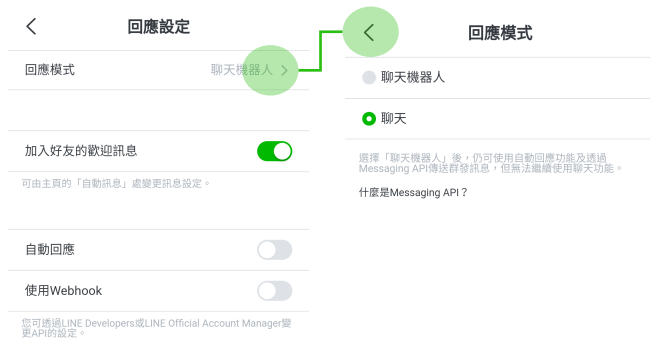 回應設定
回應模式
聊天機器人
加入好友的歡迎訊息
可由主頁的「自動訊息」處變更訊息設定。
自動回應
使用Webhook
您可透過LINE Developers或LINE Official Account Manager變
更API的設定。
回應模式
聊天機器人
聊天
選擇「聊天機器人」後，仍可使用自動回應功能及透過
Messaging API傳送群發訊息，但無法繼續使用聊天功能。
什麼是Messaging API？